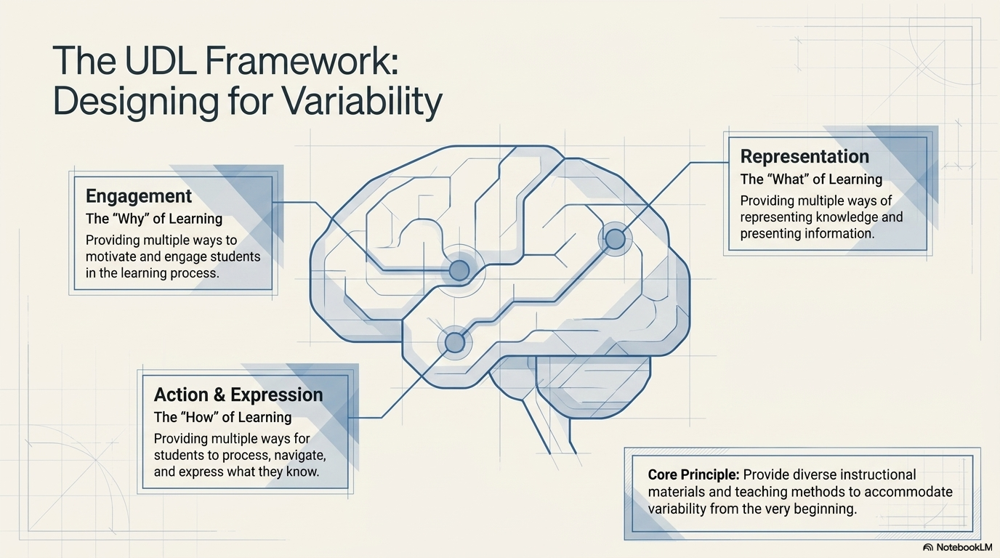 The UDL Framework:
Designing for Variability
Engagement
The “Why” of Learning
Providing multiple ways to
motivate and engage students
in the learning process.
Representation
The “What” of Learning
Providing multiple ways of
representing knowledge and
presenting information.
Action & Expression
The “How” of Learning
Providing multiple ways for
students to process, navigate,
and express what they know.
Core Principle: Provide diverse instructional
materials and teaching methods to accommodate
variability from the very beginning.
NotebookLM